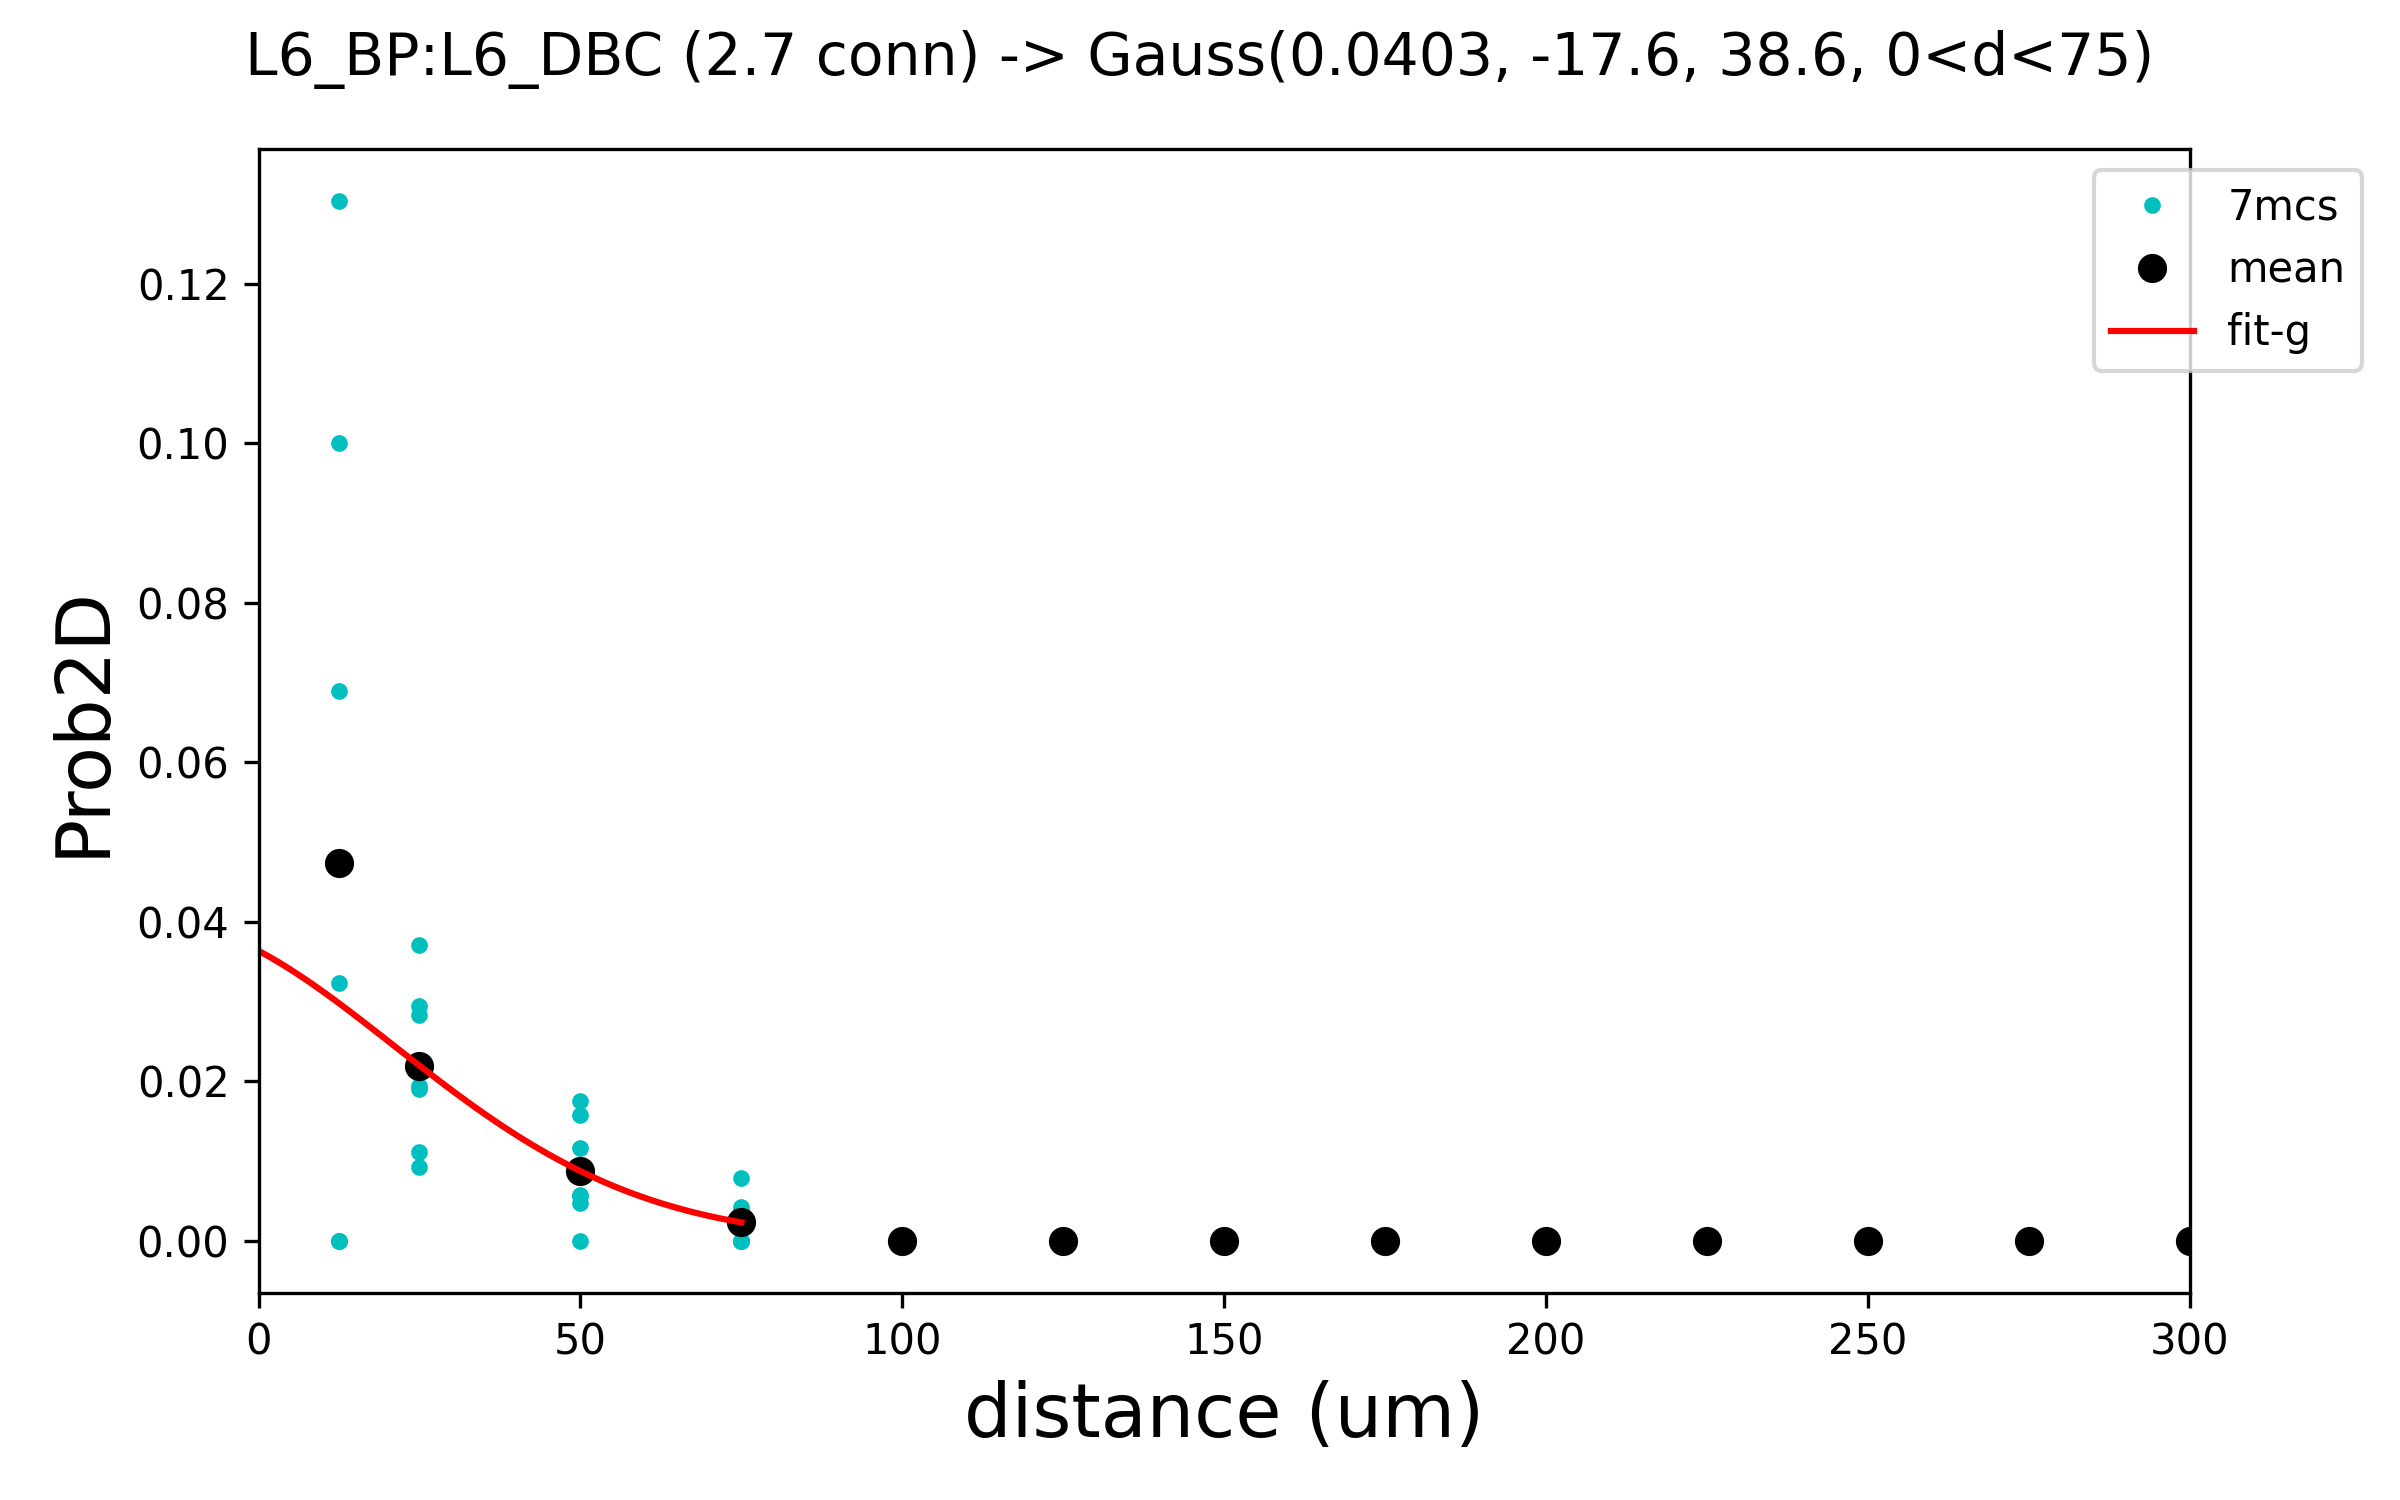 L6_BP:L6_DBC (2.7 conn) -> Gauss(0.0403, -17.6, 38.6, 0<d<75)
7mcs
mean
fit-g
Prob2D
0.12
0.10
0.08
0.06
0.04
0.02
0.00
0 50 100 150 200 250 300
distance (um)